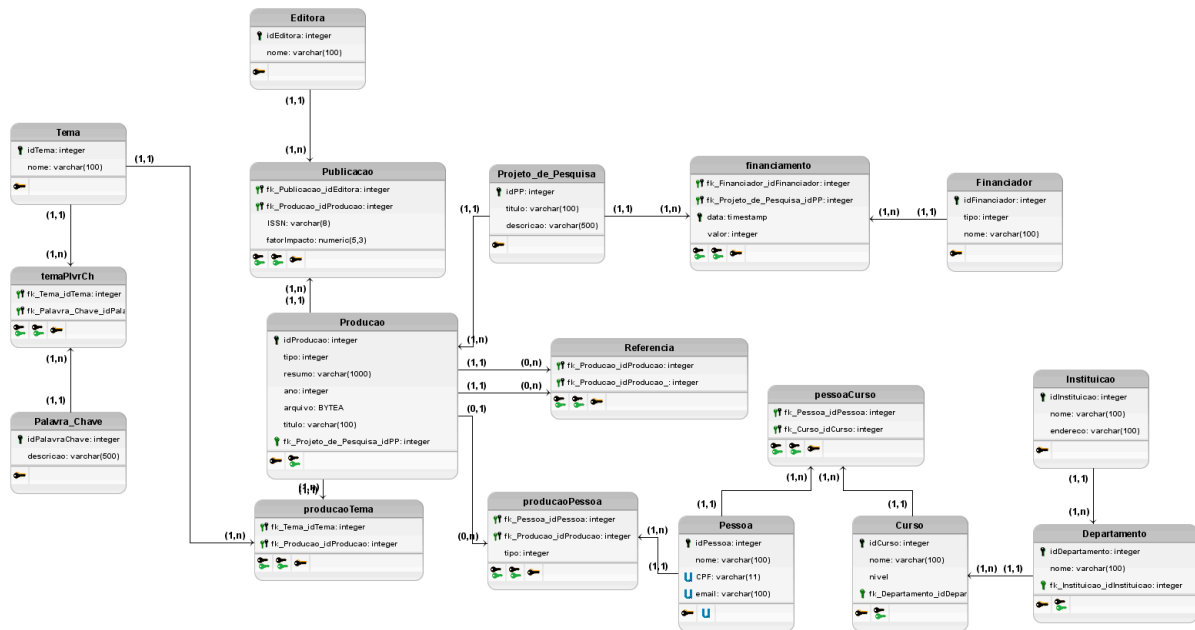 Editora
idEditora: integer
nome: varchar(100)
(1,1)
(1,n)
Tema
idTema: integer
nome: varchar(100)
(1,1)
(1,1)
(1,n)
temaPlvrCh
fk_Tema_idTema: integer
fk_Palavra_Chave_idPala
(1,n)
(1,1)
Palavra_Chave
idPalavraChave: integer
descricao: varchar(500)
Publicacao
fk_Publicacao_idEditora: integer
fk_Producao_idProducao: integer
ISSN: varchar(8)
fatorImpacto: numeric(5,3)
(1,n)
(1,1)
Projeto_de_Pesquisa
idPP: integer
titulo: varchar(100)
descricao: varchar(500)
(1,1)
(1,1)
(1,n)
financiamento
fk_Financiador_idFinanciador: integer
fk_Projeto_de_Pesquisa_idPP: integer
data: timestamp
valor: integer
(1,n)
(1,1)
Financiador
idFinanciador: integer
tipo: integer
nome: varchar(100)
Producao
idProducao: integer
tipo: integer
resumo: varchar(1000)
ano: integer
arquivo: BYTEA
titulo: varchar(100)
fk_Projeto_de_Pesquisa_idPP: integer
(1,n)
(1,1)
(0,n)
(1,1)
(0,n)
(0,1)
(0,n)
Referencia
fk_Producao_idProducao: integer
fk_Producao_idProducao_: integer
pessoaCurso
fk_Pessoa_idPessoa: integer
fk_Curso_idCurso: integer
(1,n)
(1,n)
(1,1)
(1,1)
Instituicao
idInstituicao: integer
nome: varchar(100)
endereco: varchar(100)
(1,1)
(1,n)
(1,n)
(1,1)
producaoTema
fk_Tema_idTema: integer
fk_Producao_idProducao: integer
(1,n)
producaoPessoa
fk_Pessoa_idPessoa: integer
fk_Producao_idProducao: integer
tipo: integer
(1,n)
(1,1)
Pessoa
idPessoa: integer
nome: varchar(100)
U CPF: varchar(11)
U email: varchar(100)
U
Curso
idCurso: integer
nome: varchar(100)
nivel
fk_Departamento_idDepar
(1,n)
(1,1)
Departamento
idDepartamento: integer
nome: varchar(100)
fk_Instituicao_idInstituicao: integer